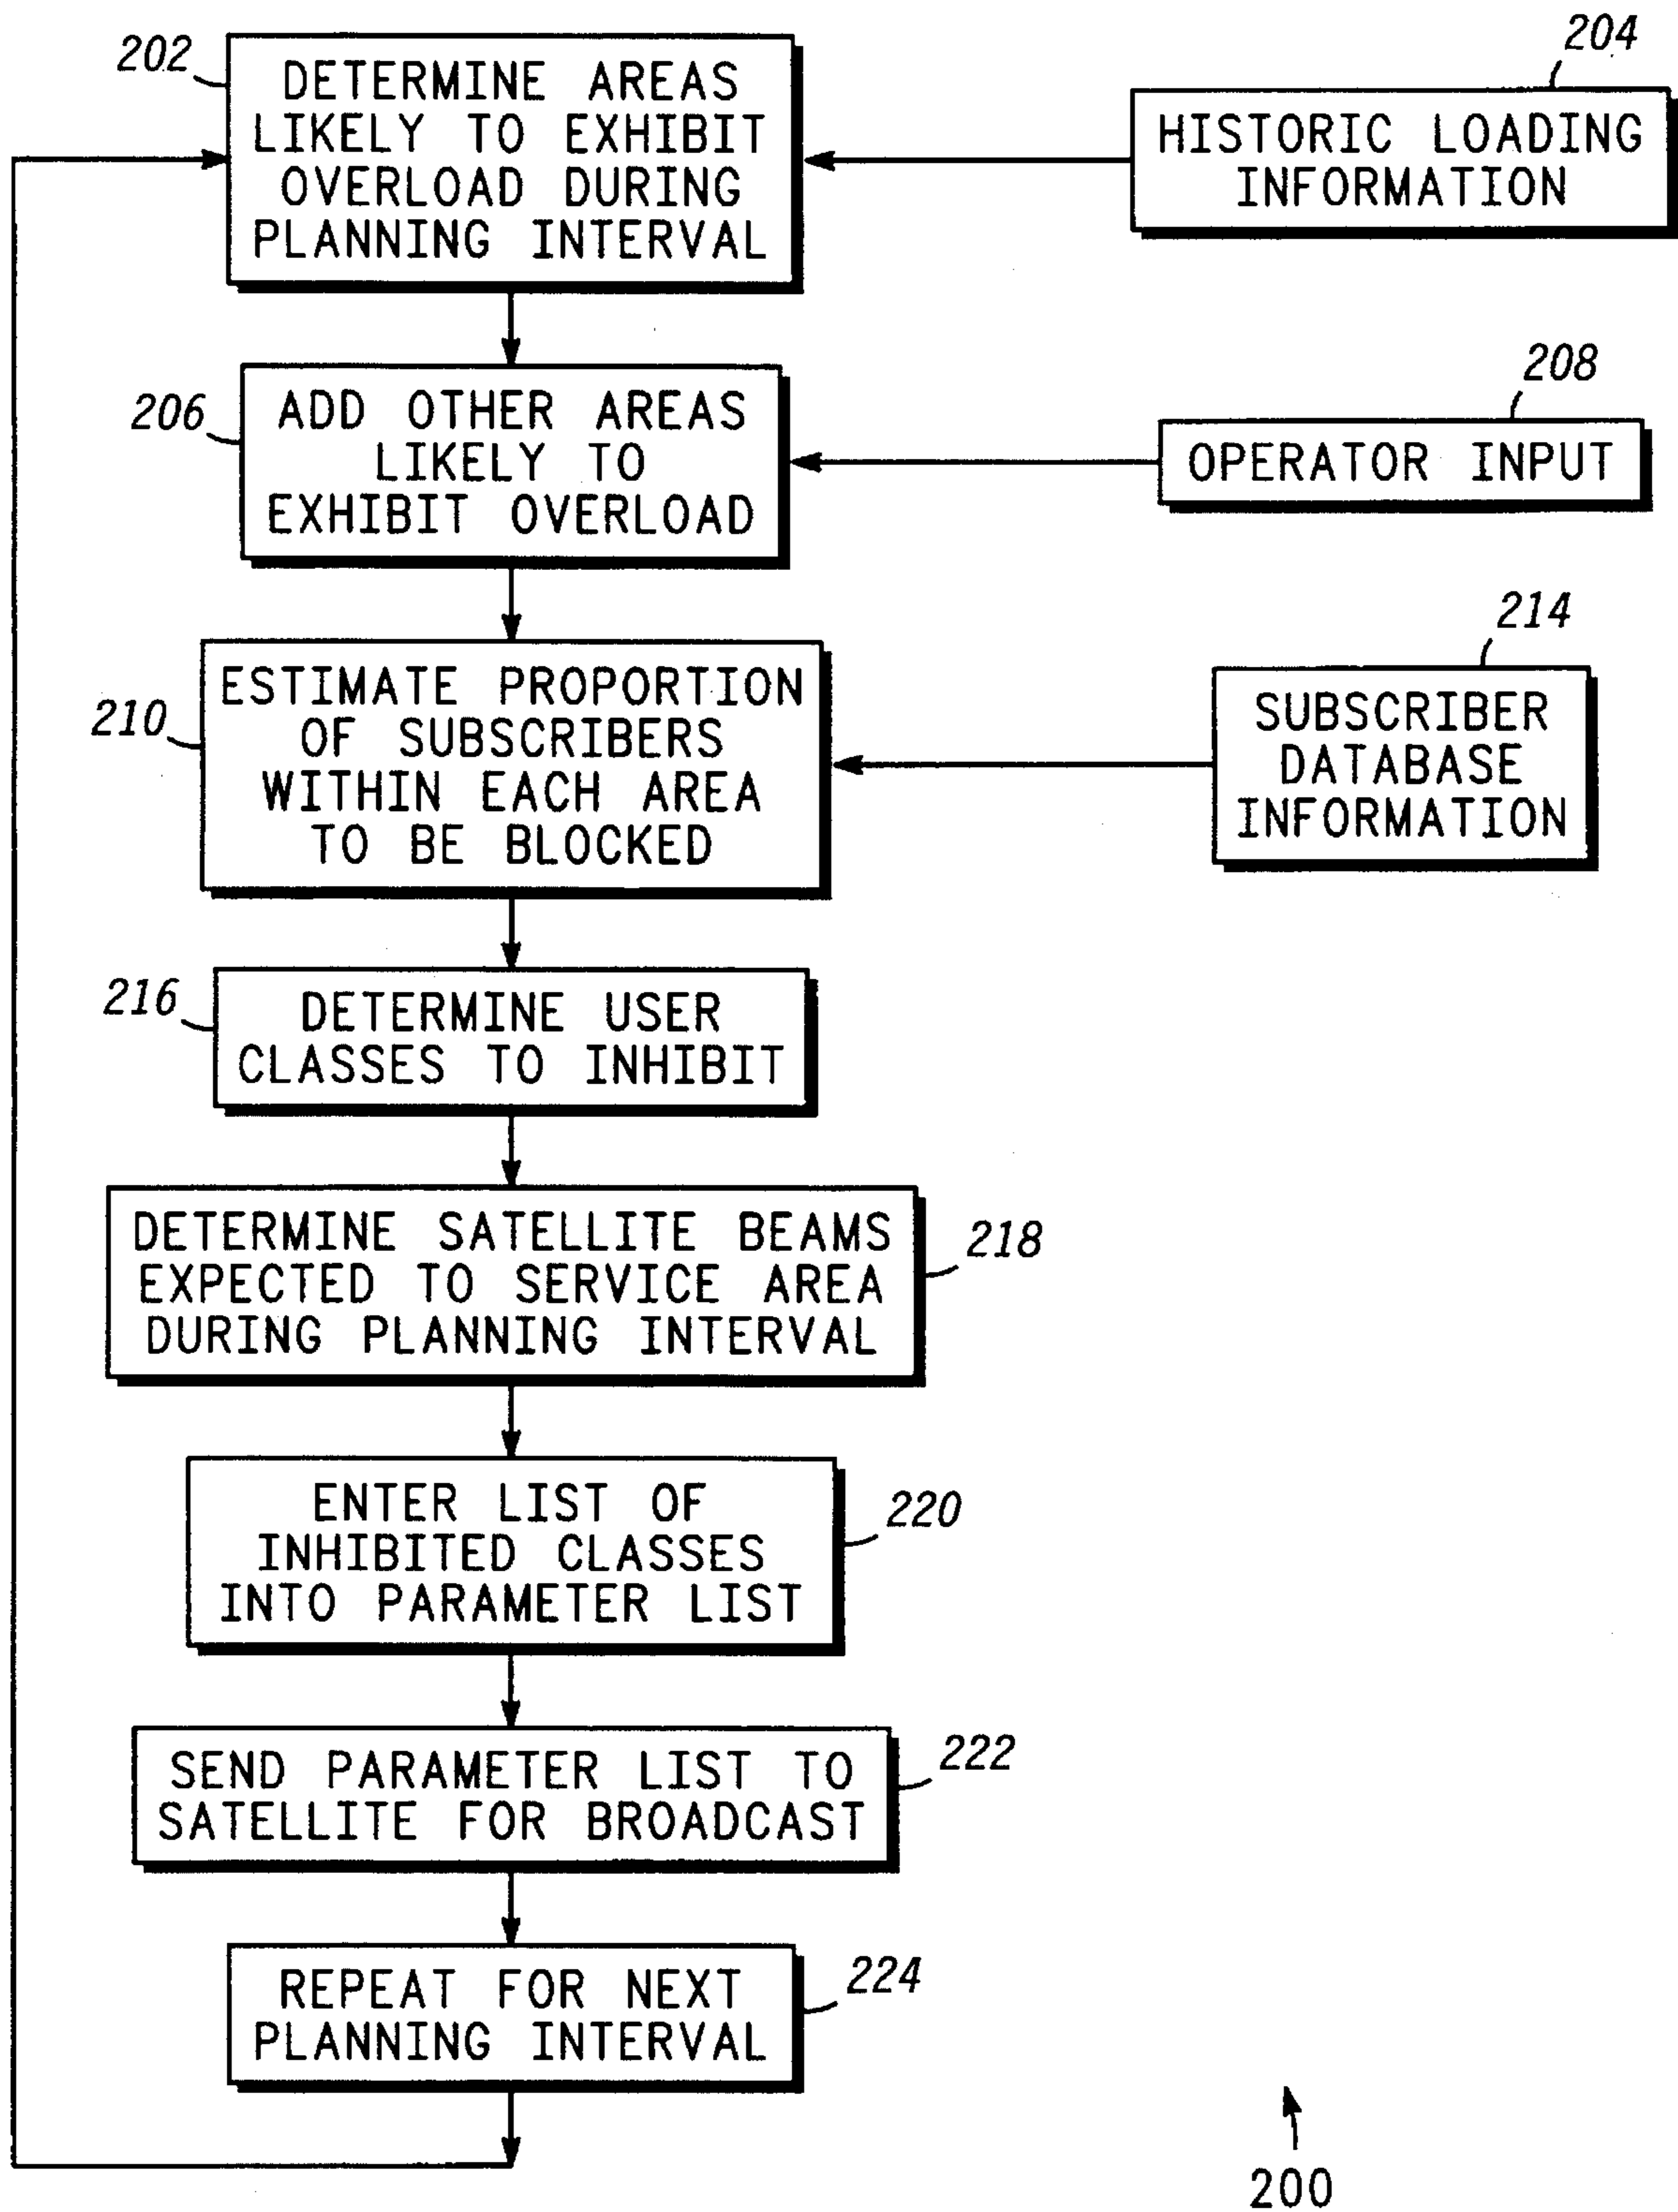 202
DETERMINE AREAS
LIKELY TO EXHIBIT
OVERLOAD DURING
PLANNING INTERVAL
204
HISTORIC LOADING
INFORMATION
206
ADD OTHER AREAS
LIKELY TO
EXHIBIT OVERLOAD
208
OPERATOR INPUT
210
ESTIMATE PROPORTION
OF SUBSCRIBERS
WITHIN EACH AREA
TO BE BLOCKED
214
SUBSCRIBER
DATABASE
INFORMATION
216
DETERMINE USER
CLASSES TO INHIBIT
DETERMINE SATELLITE BEAMS
EXPECTED TO SERVICE AREA
DURING PLANNING INTERVAL
218
ENTER LIST OF
INHIBITED CLASSES
INTO PARAMETER LIST
220
SEND PARAMETER LIST TO
SATELLITE FOR BROADCAST
222
REPEAT FOR NEXT
PLANNING INTERVAL
224
200